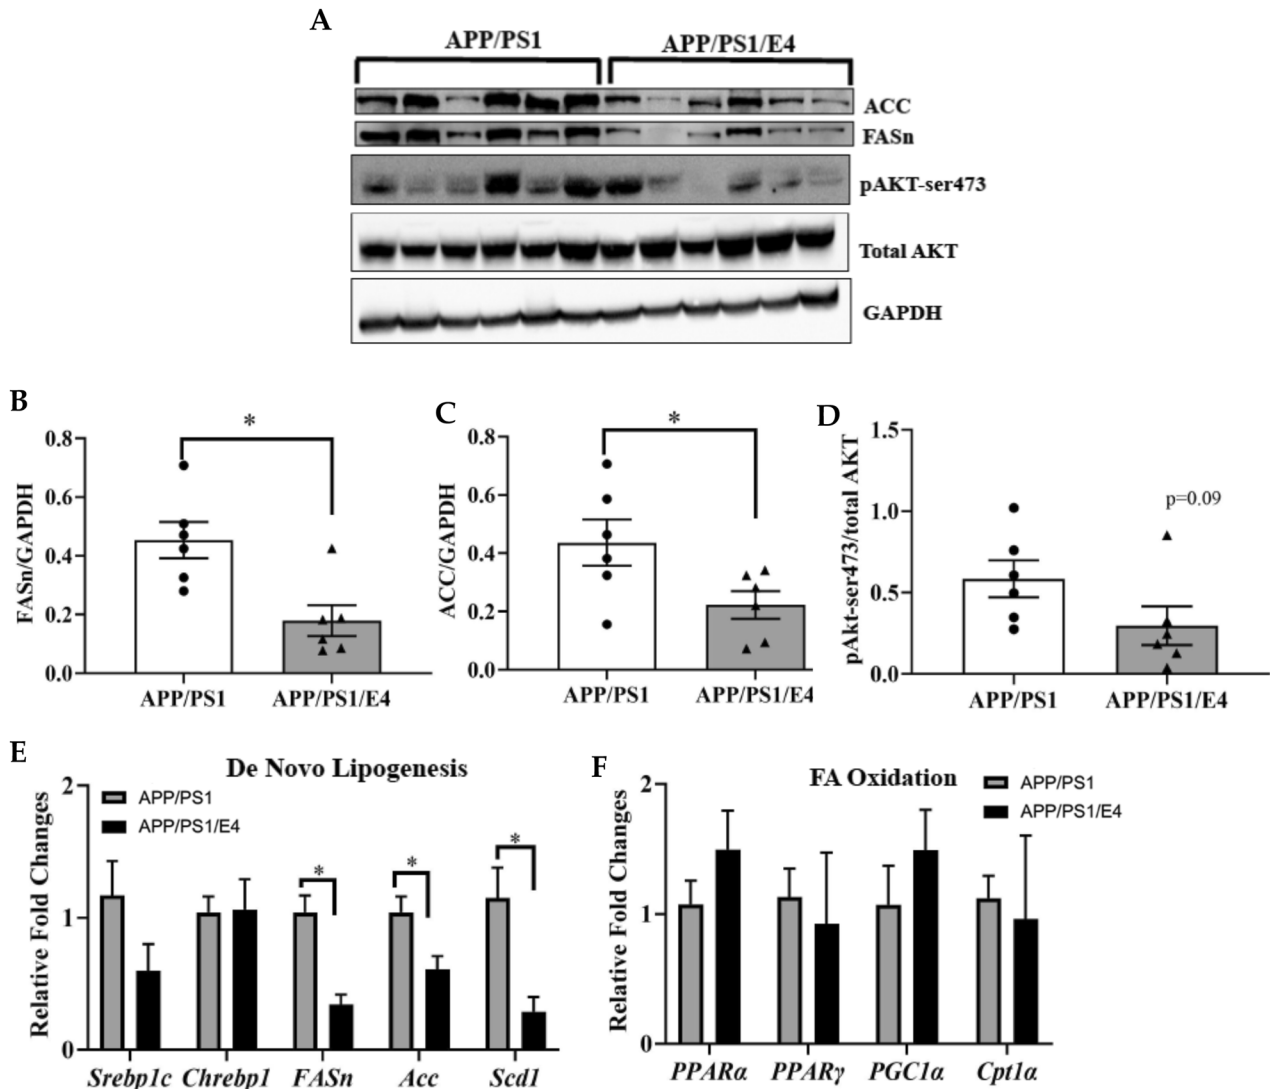 A
APP/PS1
APP/PS1/E4
ACC
FASn
pAKT-ser473
Total AKT
GAPDH
B
FASn/GAPDH
0.8
0.6
0.4
0.2
0.0
*
APP/PS1
APP/PS1/E4
C
ACC/GAPDH
0.8
0.6
0.4
0.2
0.0
*
APP/PS1
APP/PS1/E4
D
pAkt-ser473/total AKT
1.5
1.0
0.5
0.0
p=0.09
APP/PS1
APP/PS1/E4
E
De Novo Lipogenesis
Relative Fold Changes
2
1
0
APP/PS1
APP/PS1/E4
*
*
*
Srebp1c Chrebp1 FASn Acc Scd1
F
FA Oxidation
Relative Fold Changes
2
1
0
APP/PS1
APP/PS1/E4
PPARα PPARγ PGC1α Cpt1α